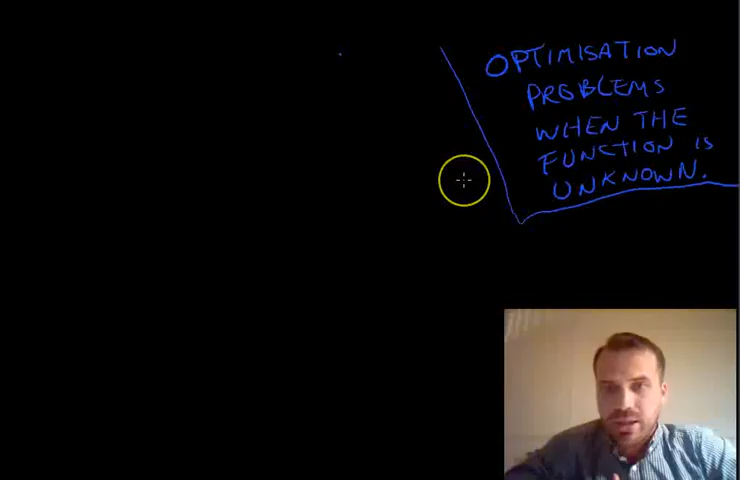 OPTIMISATION
PROBLEMS
WHEN THE
FUNCTION IS
UNKNOWN.